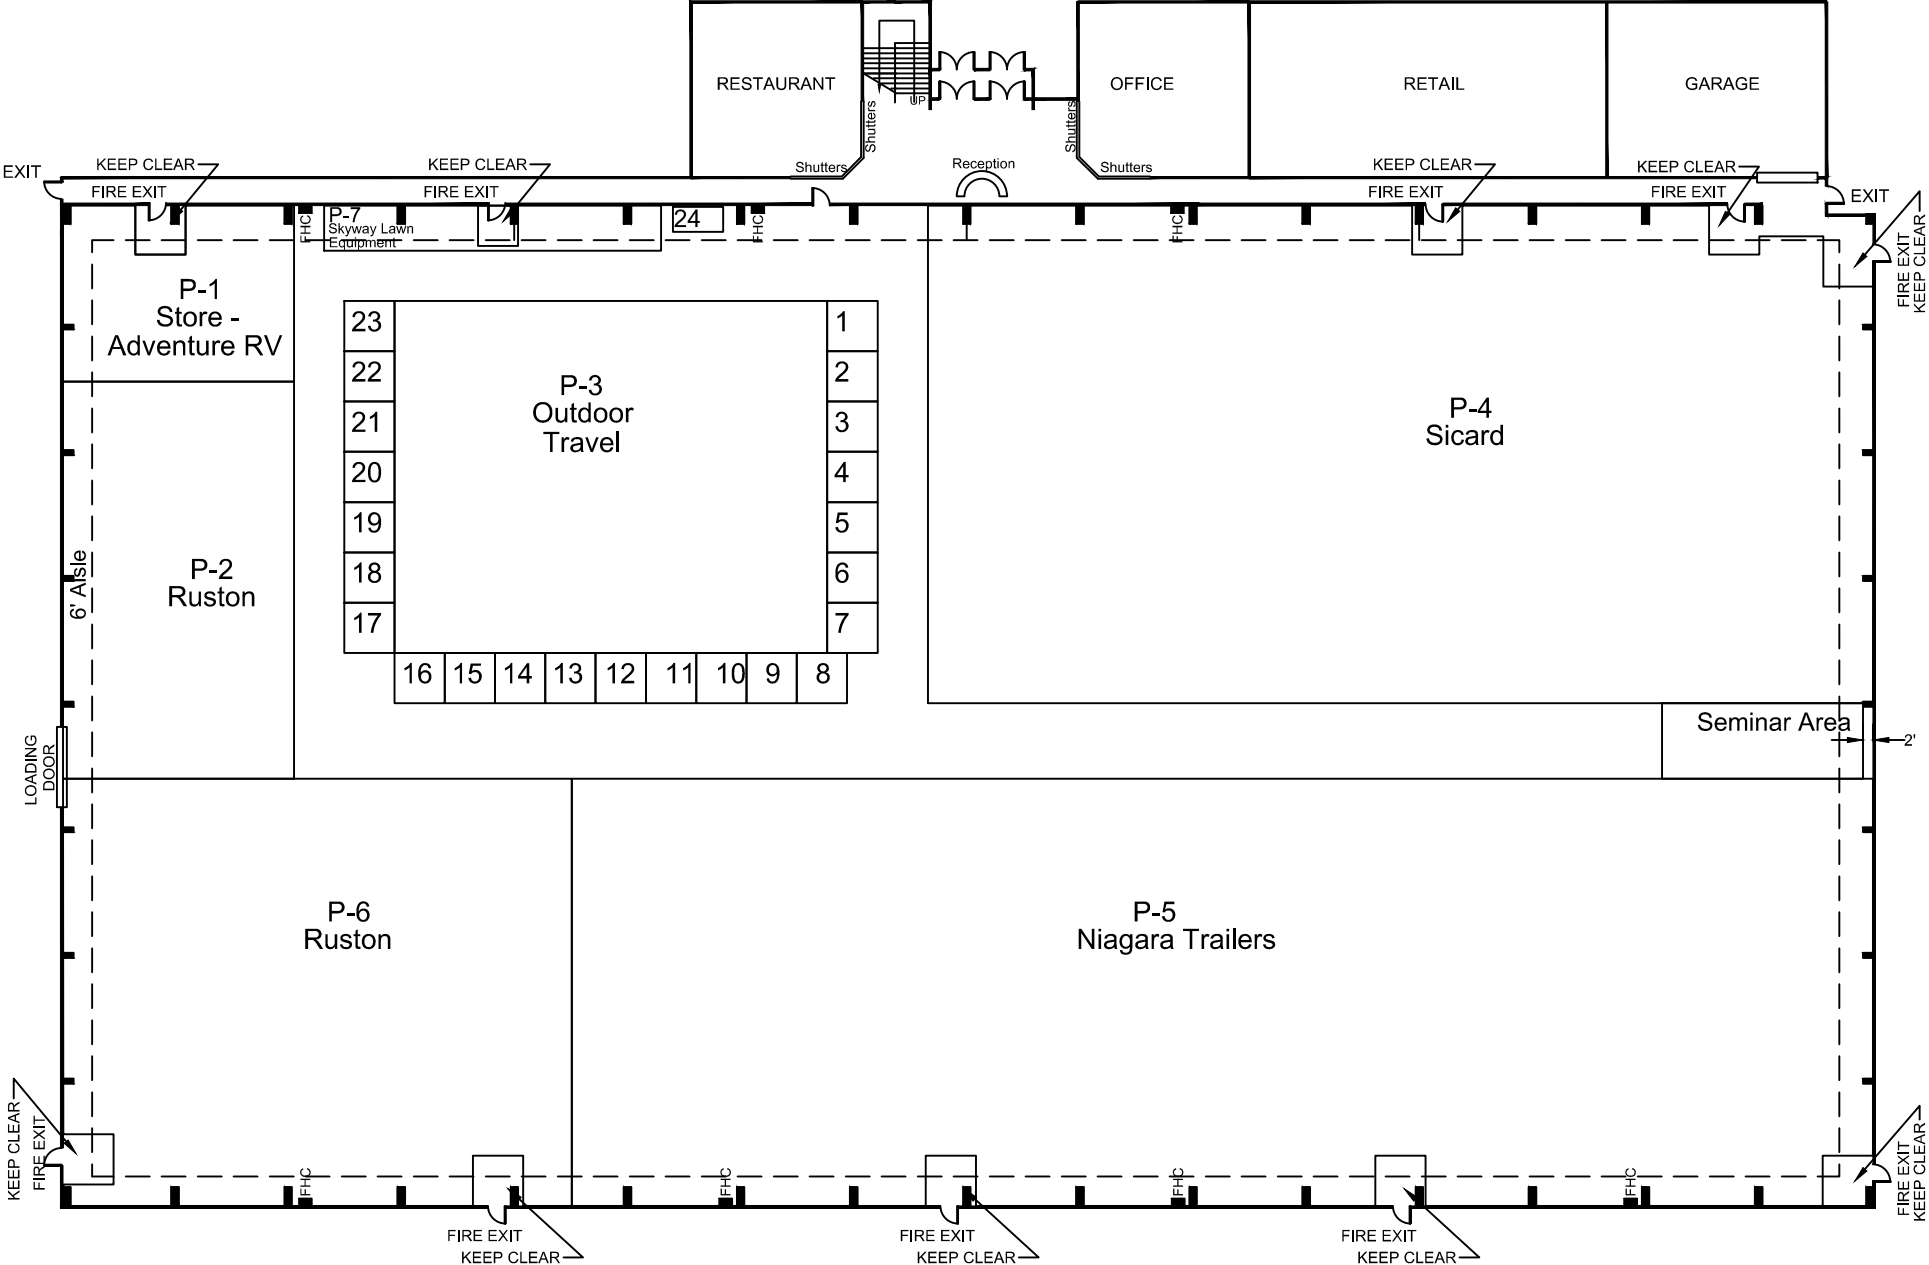 RESTAURANT
OFFICE
RETAIL
GARAGE
UP
Shutters
Shutters
Shutters
Reception
Shutters
EXIT
KEEP CLEAR
KEEP CLEAR
KEEP CLEAR
KEEP CLEAR
FIRE EXIT
FIRE EXIT
FIRE EXIT
FIRE EXIT
EXIT
FHC
P-7
Skyway Lawn
Equipment
24
FHC
FHC
FIRE EXIT
KEEP CLEAR
P-1
Store -
Adventure RV
23
22
21
20
19
18
17
P-3
Outdoor
Travel
1
2
3
4
5
6
7
P-4
Sicard
P-2
Ruston
6' Aisle
16
15
14
13
12
11
10
9
8
Seminar Area
2'
LOADING
DOOR
P-6
Ruston
P-5
Niagara Trailers
KEEP CLEAR
FIRE EXIT
FHC
FHC
FHC
FHC
FIRE EXIT
KEEP CLEAR
FIRE EXIT
KEEP CLEAR
FIRE EXIT
KEEP CLEAR
FIRE EXIT
KEEP CLEAR